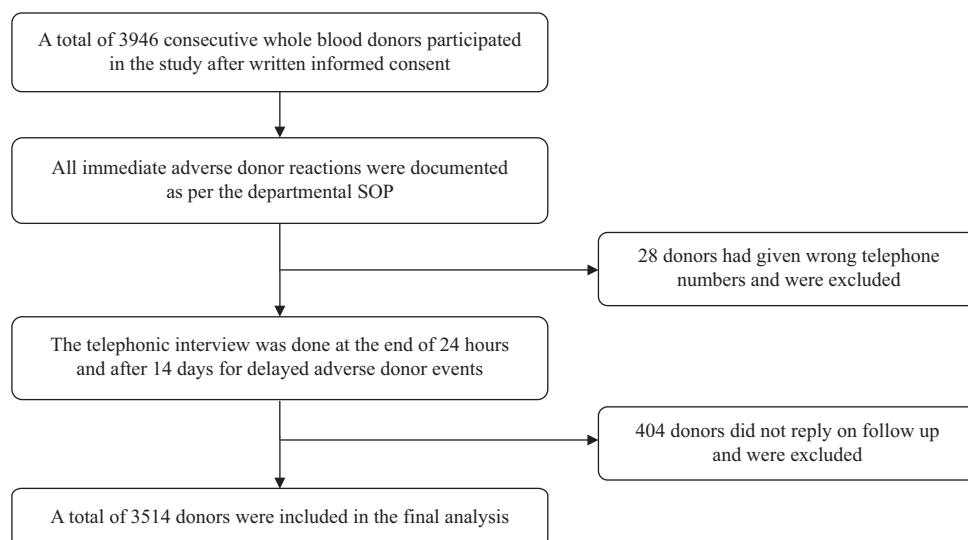 A total of 3946 consecutive whole blood donors participated
in the study after written informed consent
All immediate adverse donor reactions were documented
as per the departmental SOP
28 donors had given wrong telephone
numbers and were excluded
The telephonic interview was done at the end of 24 hours
and after 14 days for delayed adverse donor events
404 donors did not reply on follow up
and were excluded
A total of 3514 donors were included in the final analysis